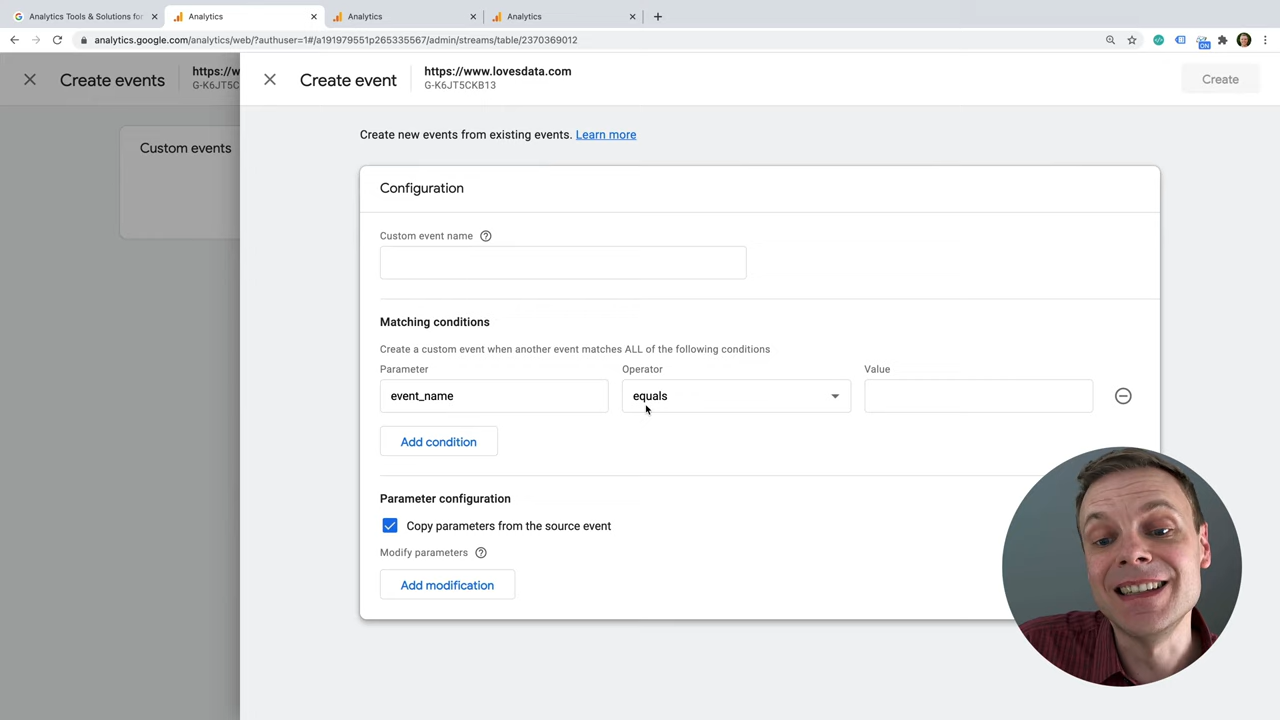 Analytics Tools & Solutions for
Analytics
Analytics
Analytics
analytics.google.com/analytics/web/?authuser=1#/a191979551p265335567/admin/streams/table/2370369012
ON
Create events
https://w
G-K6JT5C
Create event
https://www.lovesdata.com
G-K6JT5CKB13
Create
Custom events
Create new events from existing events. Learn more
Configuration
Custom event name
Matching conditions
Create a custom event when another event matches ALL of the following conditions
Parameter Operator Value
event_name equals
Add condition
Parameter configuration
Copy parameters from the source event
Modify parameters
Add modification